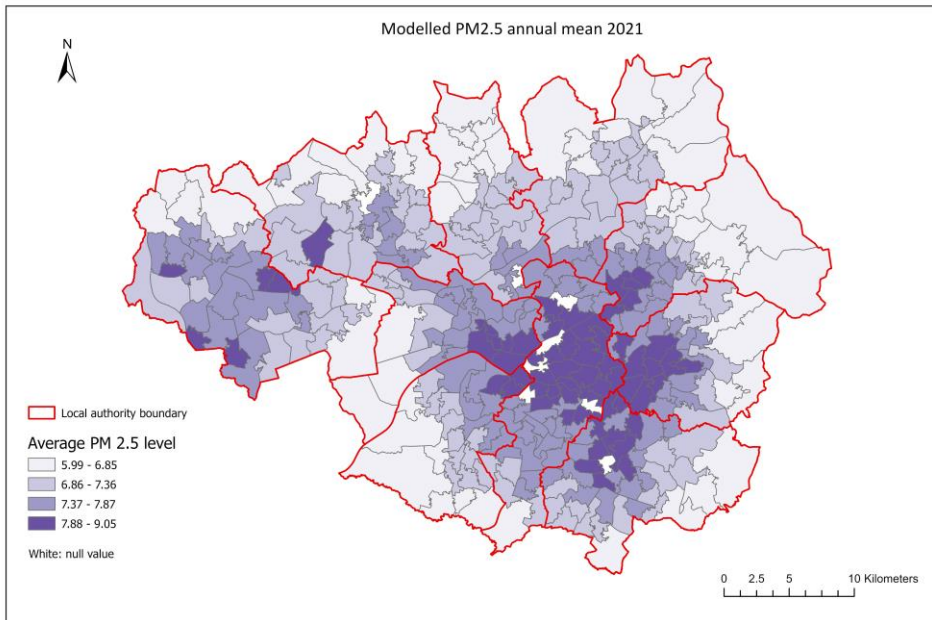 Modelled PM2.5 annual mean 2021
N
Local authority boundary
Average PM 2.5 level
5.99 - 6.85
6.86 - 7.36
7.37 - 7.87
7.88 - 9.05
White: null value
0 2.5 5 10 Kilometers